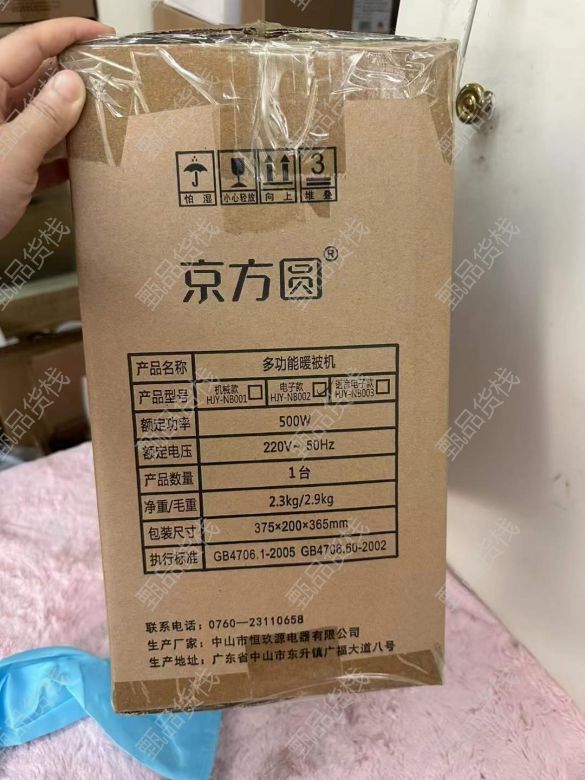 怕 湿 小心轻放 向 上 3 堆 叠
京方圆®
产品名称 多功能暖被机
产品型号 机械款 HJY-NB001 电子款 HJY-NB002 电子款 HJY-NB003
额定功率 500W
额定电压 220V~ 50Hz
产品数量 1台
净重/毛重 2.3kg/2.9kg
包装尺寸 375×200×365mm
执行标准 GB4706.1-2005 GB4708.60-2002
联系电话：0760—23110658
生产厂家：中山市恒玖源电器有限公司
生产地址：广东省中山市东升镇广福大道八号
甄品货栈